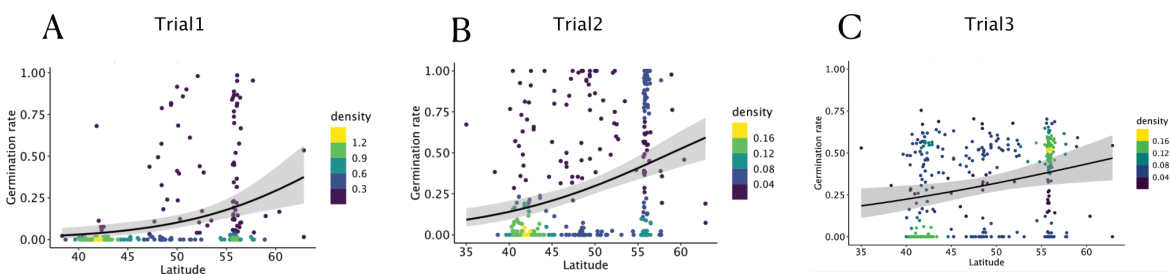 A
Trial1
Germination rate
1.00
0.75
0.50
0.25
0.00
40
45
50
55
60
Latitude
density
1.2
0.9
0.6
0.3
B
Trial2
Germination rate
1.00
0.75
0.50
0.25
0.00
35
40
45
50
55
60
Latitude
density
0.16
0.12
0.08
0.04
C
Trial3
Germination rate
1.00
0.75
0.50
0.25
0.00
35
40
45
50
55
60
Latitude
density
0.16
0.12
0.08
0.04